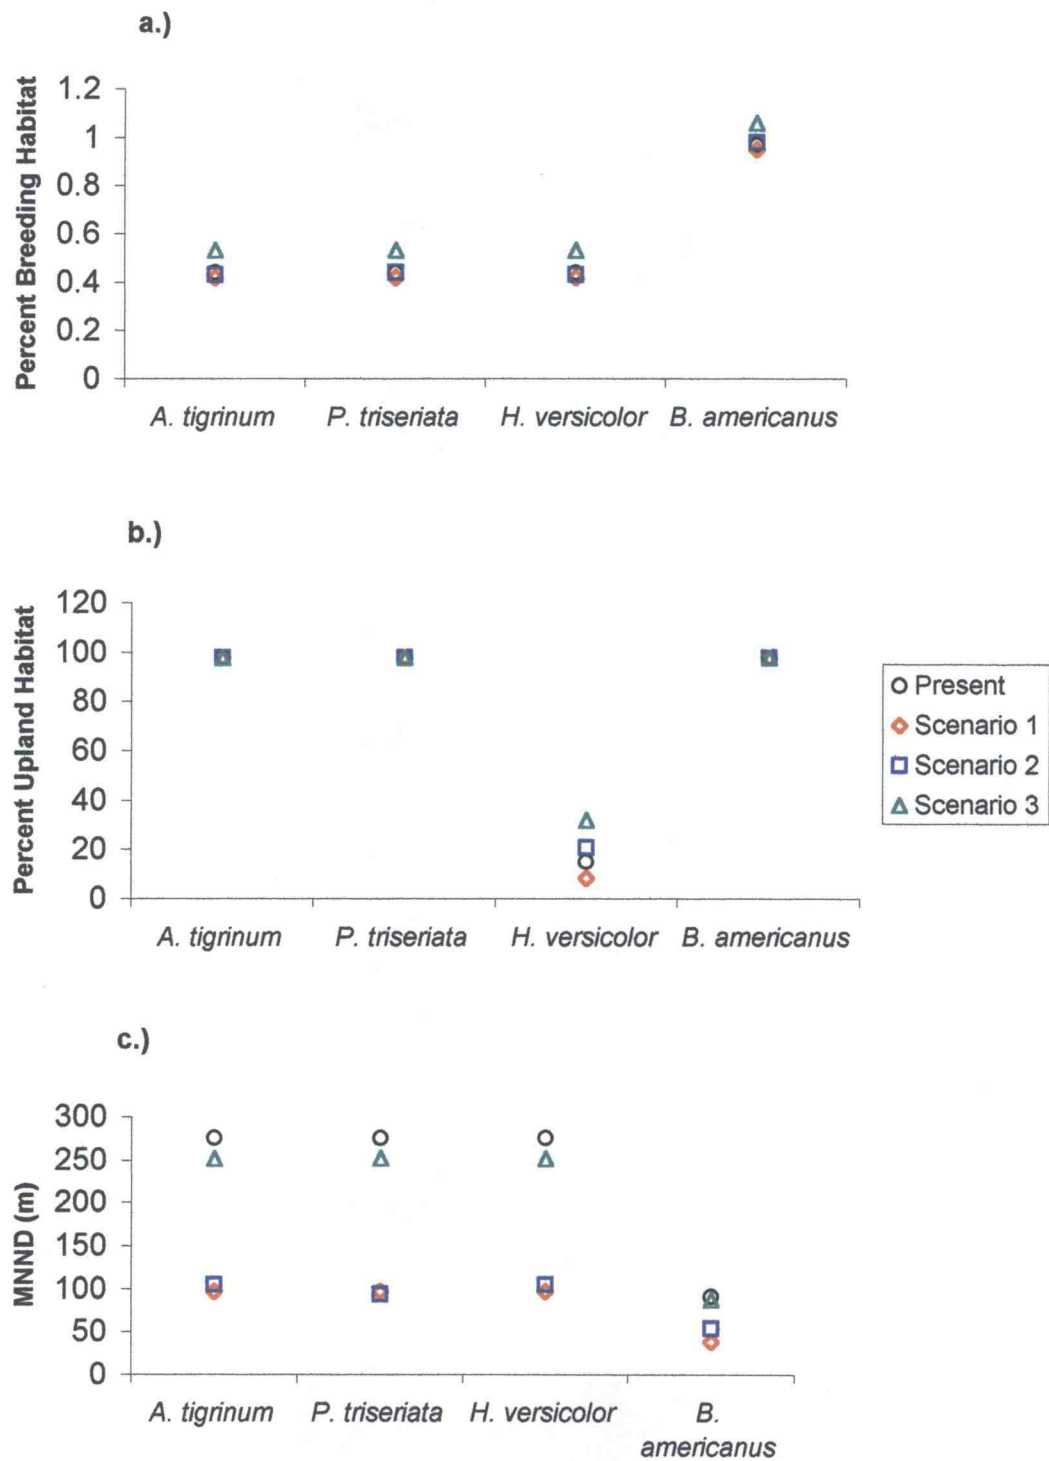 a.)
Percent Breeding Habitat
1.2
1
0.8
0.6
0.4
0.2
0
A. tigrinum P. triseriata H. versicolor B. americanus
b.)
Percent Upland Habitat
120
100
80
60
40
20
0
A. tigrinum P. triseriata H. versicolor B. americanus
Present
Scenario 1
Scenario 2
Scenario 3
c.)
MNND (m)
300
250
200
150
100
50
0
A. tigrinum P. triseriata H. versicolor B.
americanus